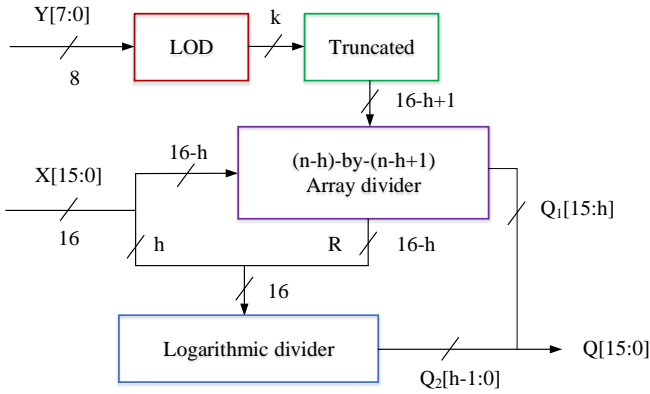 Y[7:0]
8
LOD
k
Truncated
16-h+1
X[15:0]
16
16-h
h
(n-h)-by-(n-h+1)
Array divider
Q₁[15:h]
R
16-h
16
Logarithmic divider
Q₂[h-1:0]
Q[15:0]